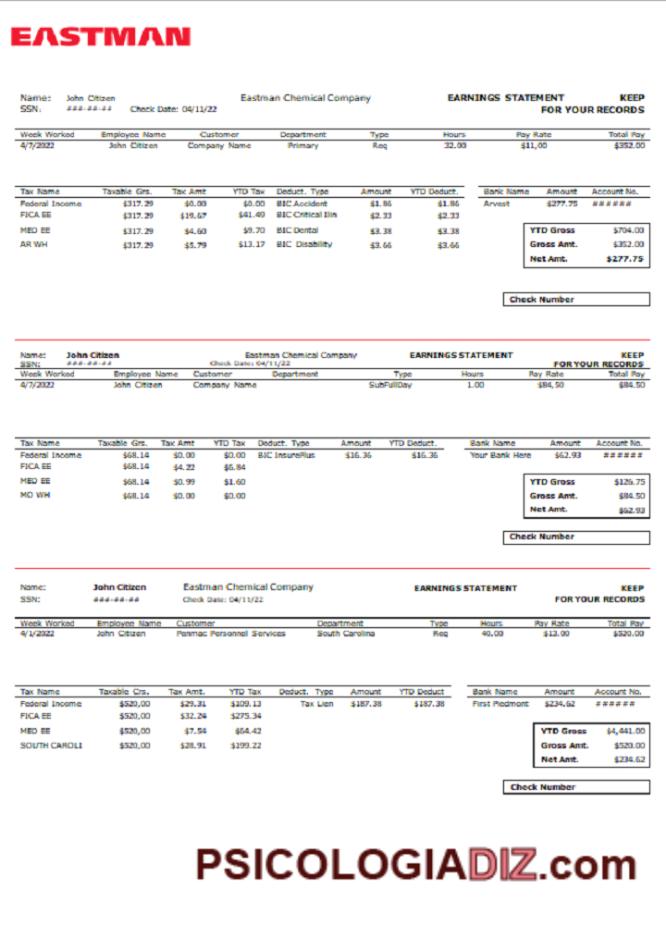 EASTMAN
Name: John Citizen Eastman Chemical Company EARNINGS STATEMENT KEEP
SSN: ###-##-## Check Date: 04/11/22 FOR YOUR RECORDS
Week Worked Employee Name Customer Department Type Hours Pay Rate Total Pay
4/7/2022 John Citizen Company Name Primary Reg 32.00 $11,00 $352.00
Tax Name Taxable Grs. Tax Amt YTD Tax Deduct. Type Amount YTD Deduct. Bank Name Amount Account No.
Federal Income $317.29 $0.00 $0.00 BIC Accident $1.86 $1.86 Arvest $277.75 ######
FICA EE $317.29 $19.67 $41.49 BIC Critical Illn $2.33 $2.33
MED EE $317.29 $4.60 $9.70 BIC Dental $3.38 $3.38 YTD Gross $704.00
AR WH $317.29 $5.79 $13.17 BIC Disability $3.66 $3.66 Gross Amt. $352.00
Net Amt. $277.75
Check Number
Name: John Citizen Eastman Chemical Company EARNINGS STATEMENT KEEP
SSN: ###-##-## Check Date: 04/11/22 FOR YOUR RECORDS
Week Worked Employee Name Customer Department Type Hours Pay Rate Total Pay
4/7/2022 John Citizen Company Name SubFullDay 1.00 $84,50 $84.50
Tax Name Taxable Grs. Tax Amt YTD Tax Deduct. Type Amount YTD Deduct. Bank Name Amount Account No.
Federal Income $68.14 $0.00 $0.00 BIC InsurePlus $16.36 $16.36 Your Bank Here $62.93 ######
FICA EE $68.14 $4.22 $6.84
MED EE $68.14 $0.99 $1.60 YTD Gross $126.75
MO WH $68.14 $0.00 $0.00 Gross Amt. $84.50
Net Amt. $62.93
Check Number
Name: John Citizen Eastman Chemical Company EARNINGS STATEMENT KEEP
SSN: ###-##-## Check Date: 04/11/22 FOR YOUR RECORDS
Week Worked Employee Name Customer Department Type Hours Pay Rate Total Pay
4/1/2022 John Citizen Penmac Personnel Services South Carolina Reg 40.00 $13.00 $520.00
Tax Name Taxable Grs. Tax Amt. YTD Tax Deduct. Type Amount YTD Deduct Bank Name Amount Account No.
Federal Income $520,00 $29.31 $109.13 Tax Lien $187.38 $187.38 First Piedmont $234.62 ######
FICA EE $520,00 $32.24 $275.34
MED EE $520,00 $7.54 $64.42 YTD Gross $4,441.00
SOUTH CAROLI $520,00 $28.91 $199.22 Gross Amt. $520.00
Net Amt. $234.62
Check Number
PSICOLOGIADIZ.com